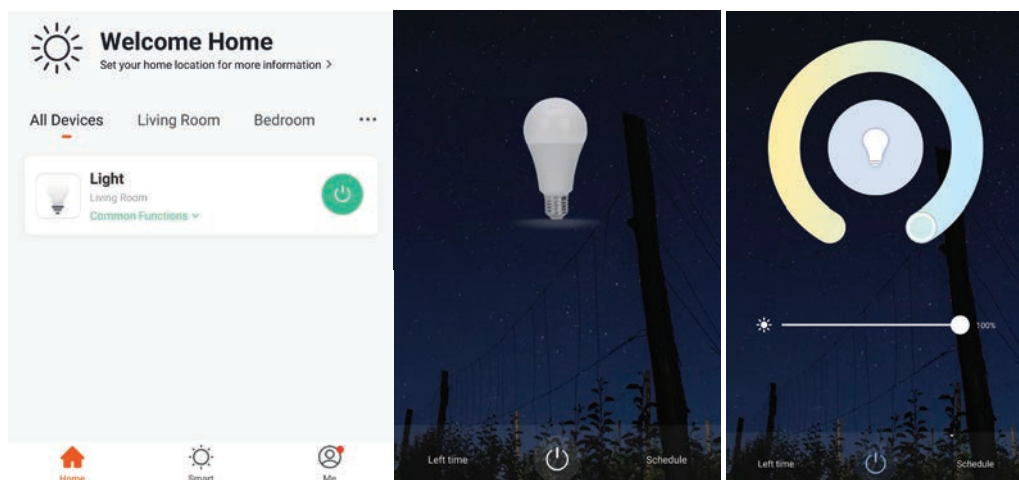 Welcome Home
Set your home location for more information >
All Devices Living Room Bedroom ...
Light
Living Room
Common Functions
Home Smart Me
Left time Schedule
100%
Left time Schedule